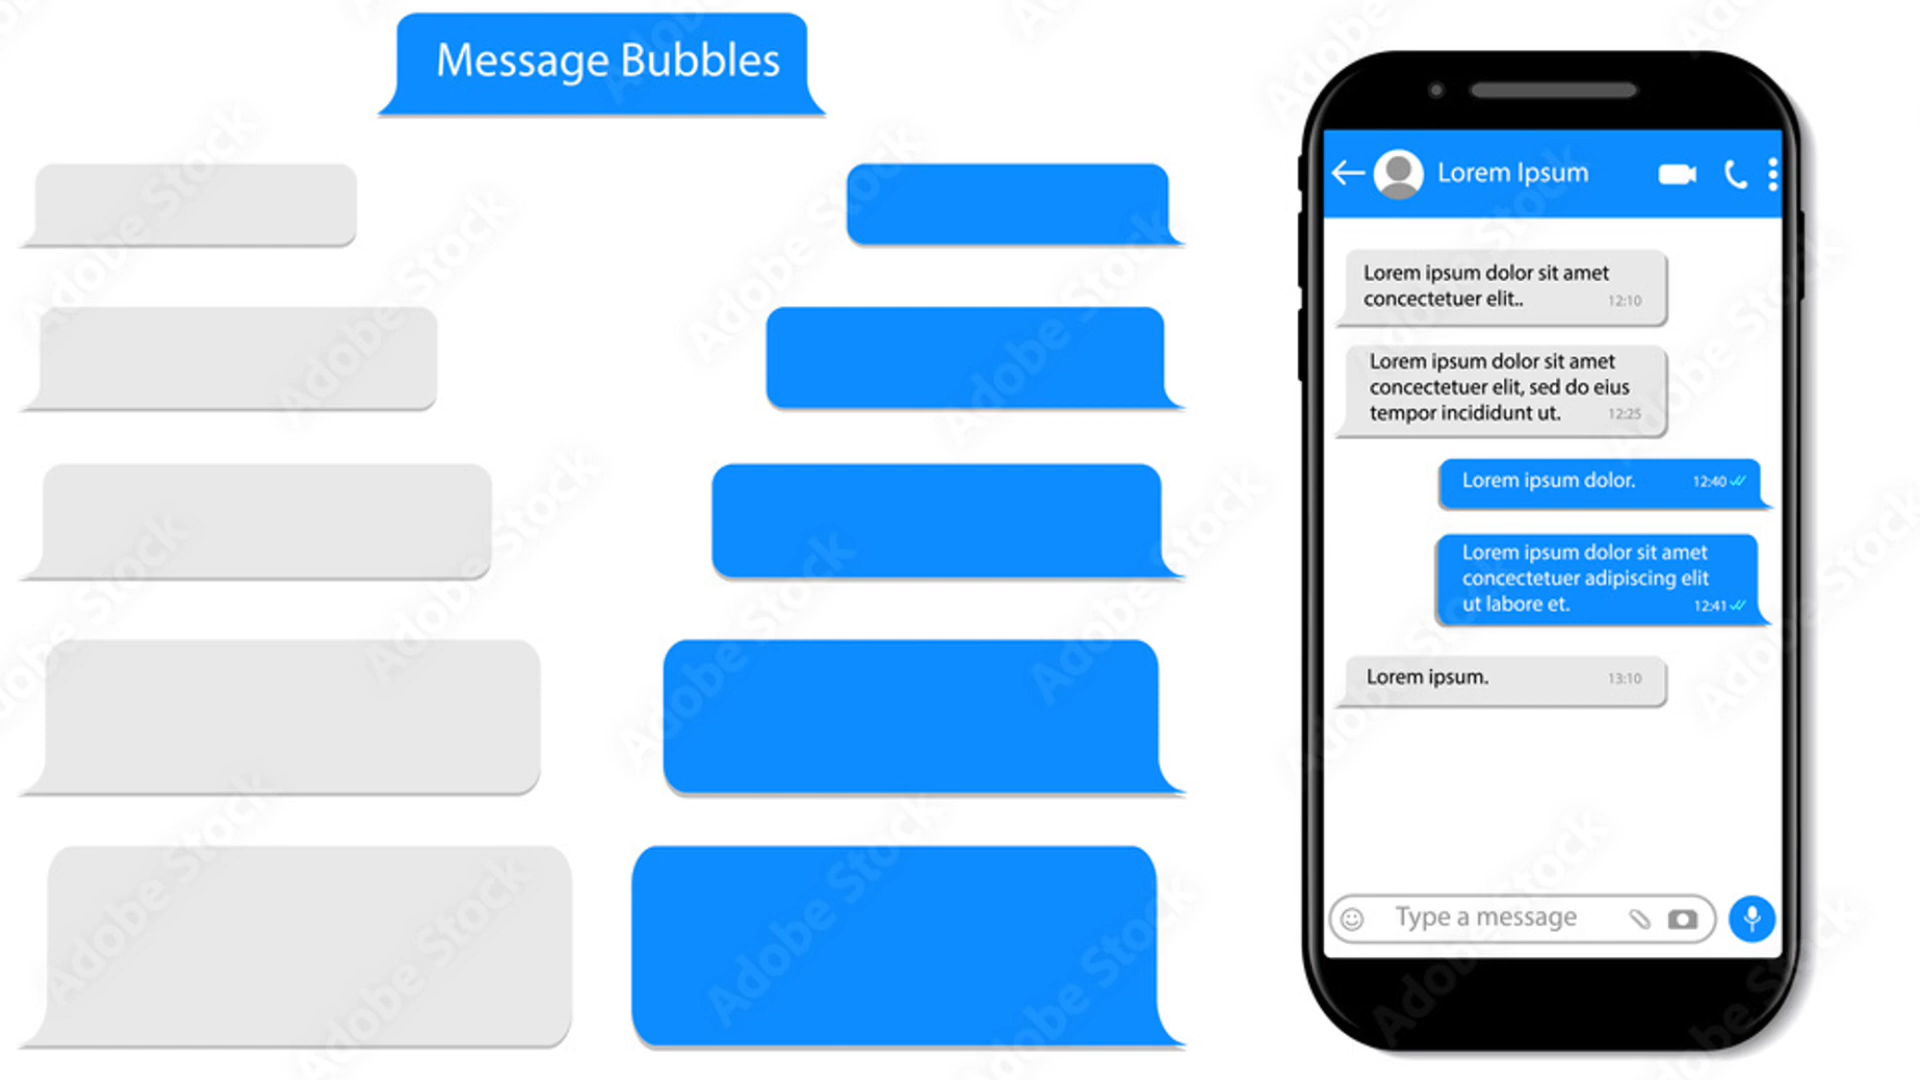 Message Bubbles
Lorem Ipsum
Lorem ipsum dolor sit amet
concectetuer elit..
12:10
Lorem ipsum dolor sit amet
concectetuer elit, sed do eius
tempor incididunt ut.
12:25
Lorem ipsum dolor.
12:40
Lorem ipsum dolor sit amet
concectetuer adipiscing elit
ut labore et.
12:41
Lorem ipsum.
13:10
Type a message
Adobe Stock